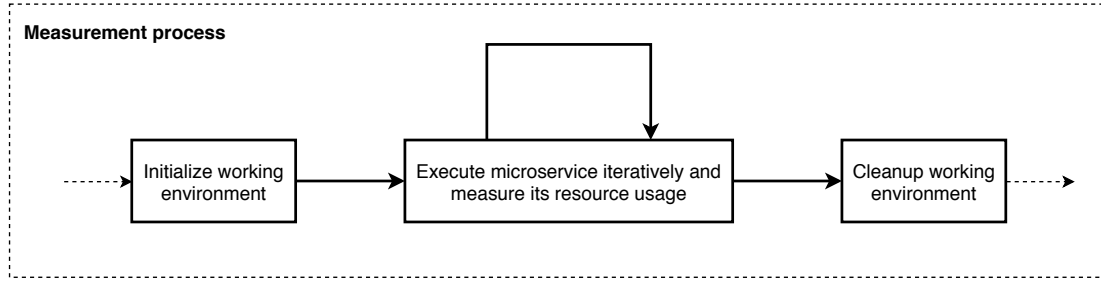 Measurement process
Initialize working
environment
Execute microservice iteratively and
measure its resource usage
Cleanup working
environment